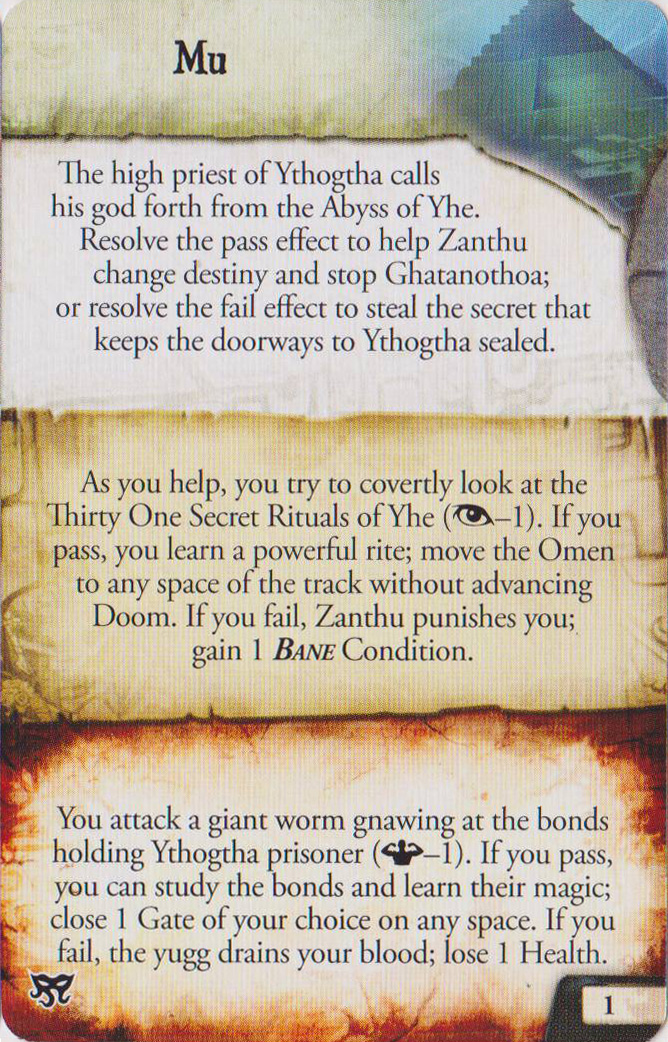 Mu
The high priest of Ythogtha calls
his god forth from the Abyss of Yhe.
Resolve the pass effect to help Zanthu
change destiny and stop Ghatanothoa;
or resolve the fail effect to steal the secret that
keeps the doorways to Ythogtha sealed.
As you help, you try to covertly look at the
Thirty One Secret Rituals of Yhe (–1). If you
pass, you learn a powerful rite; move the Omen
to any space of the track without advancing
Doom. If you fail, Zanthu punishes you;
gain 1 BANE Condition.
You attack a giant worm gnawing at the bonds
holding Ythogtha prisoner (–1). If you pass,
you can study the bonds and learn their magic;
close 1 Gate of your choice on any space. If you
fail, the yugg drains your blood; lose 1 Health.
1